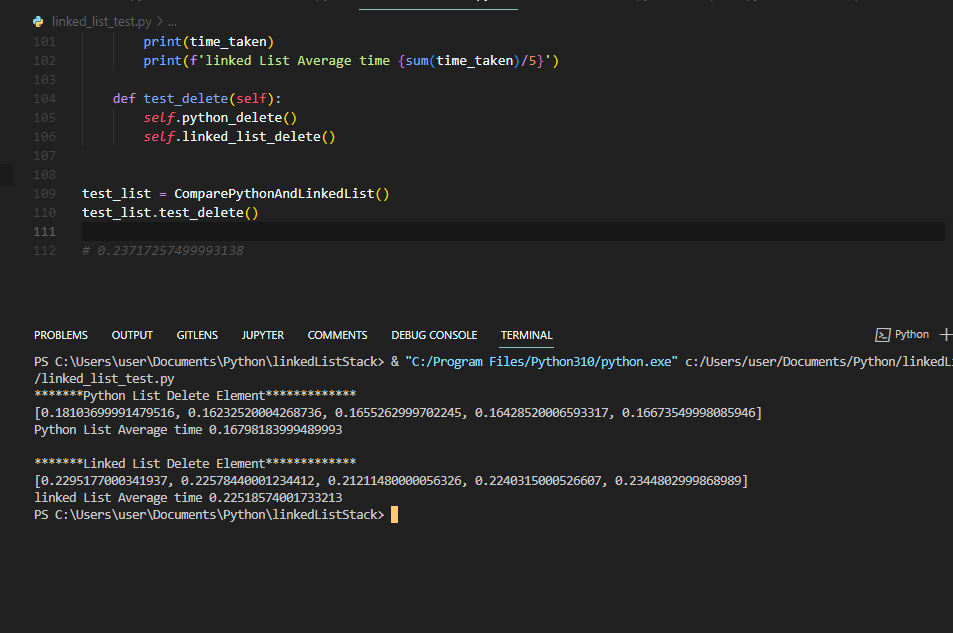 linked_list_test.py > ...
101 print(time_taken)
102 print(f'linked List Average time {sum(time_taken)/5}')
103
104 def test_delete(self):
105 self.python_delete()
106 self.linked_list_delete()
107
108
109 test_list = ComparePythonAndLinkedList()
110 test_list.test_delete()
111
112 # 0.23717257499993138
PROBLEMS OUTPUT GITLENS JUPYTER COMMENTS DEBUG CONSOLE TERMINAL Python
PS C:\Users\user\Documents\Python\linkedListStack> & "C:/Program Files/Python310/python.exe" c:/Users/user/Documents/Python/linkedLi
/linked_list_test.py
*******Python List Delete Element*************
[0.18103699991479516, 0.16232520004268736, 0.1655262999702245, 0.16428520006593317, 0.16673549998085946]
Python List Average time 0.16798183999489993
*******Linked List Delete Element*************
[0.2295177000341937, 0.22578440001234412, 0.21211480000056326, 0.2240315000526607, 0.2344802999868989]
linked List Average time 0.22518574001733213
PS C:\Users\user\Documents\Python\linkedListStack>